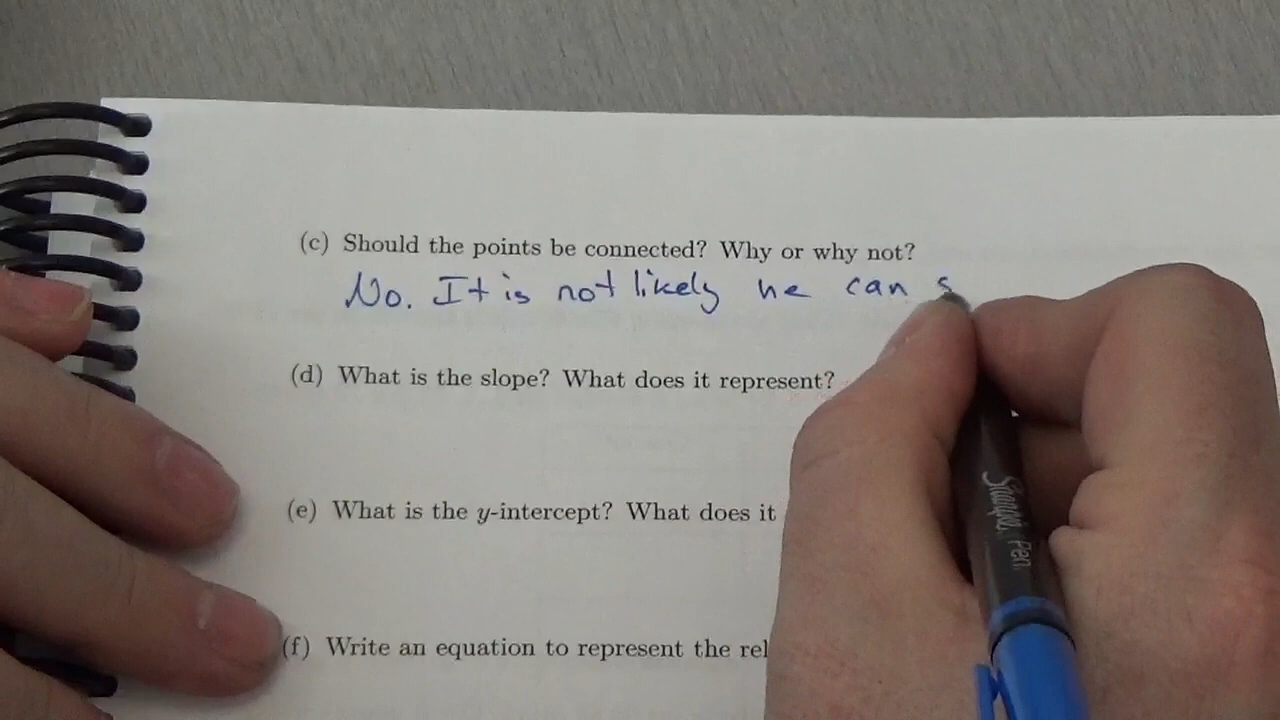 (c) Should the points be connected? Why or why not?
No. It is not likely he can s
(d) What is the slope? What does it represent?
(e) What is the y-intercept? What does it
(f) Write an equation to represent the rel
Sharpie. Pen